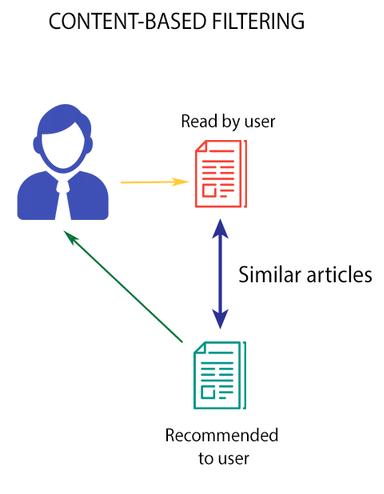 CONTENT-BASED FILTERING
Read by user
Similar articles
Recommended
to user